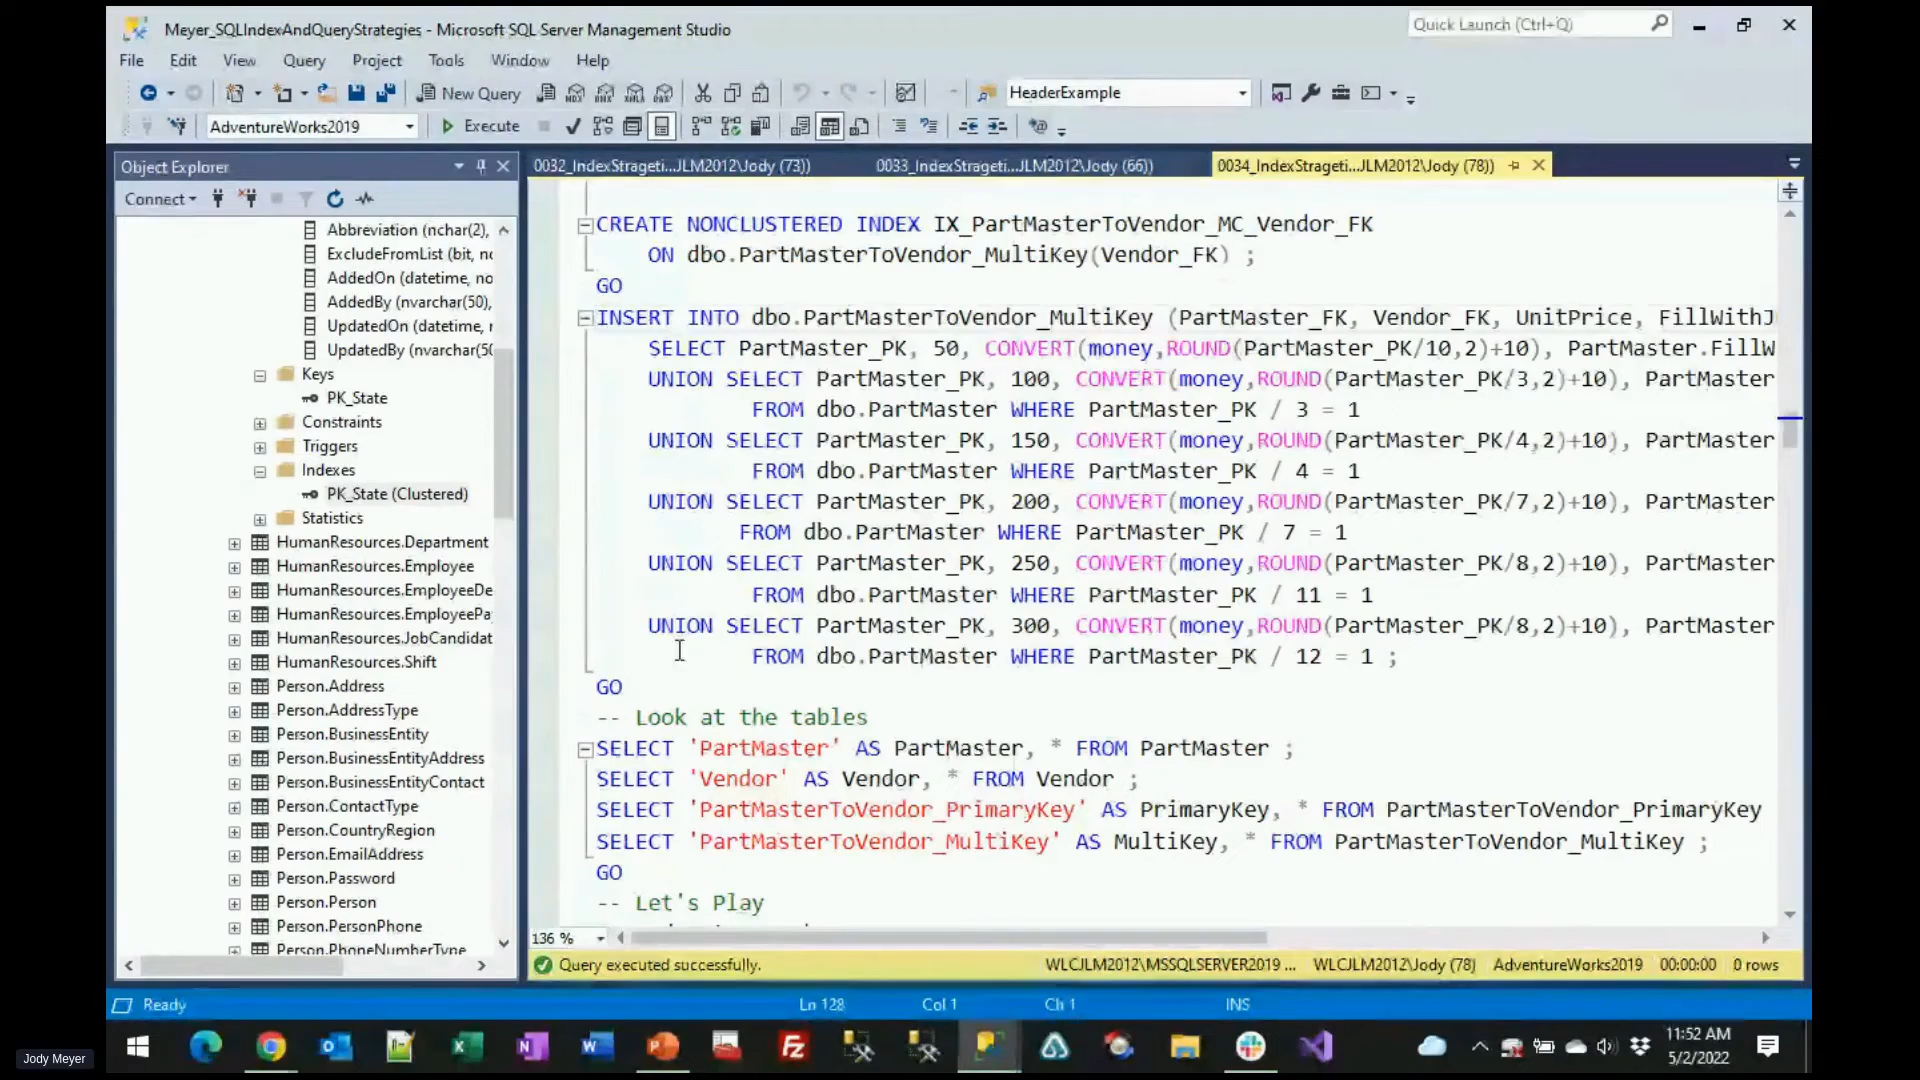 Meyer_SQLIndexAndQueryStrategies - Microsoft SQL Server Management Studio
Quick Launch (Ctrl+Q)
File Edit View Query Project Tools Window Help
New Query
HeaderExample
AdventureWorks2019
Execute
Object Explorer
0032_IndexStrageti...JLM2012\Jody (73))
0033_IndexStrageti...JLM2012\Jody (66))
0034_IndexStrageti...JLM2012\Jody (78))
Connect
Abbreviation (nchar(2),
ExcludeFromList (bit, nc
AddedOn (datetime, no
AddedBy (nvarchar(50),
UpdatedOn (datetime, r
UpdatedBy (nvarchar(50
Keys
PK_State
Constraints
Triggers
Indexes
PK_State (Clustered)
Statistics
HumanResources.Department
HumanResources.Employee
HumanResources.EmployeeDe
HumanResources.EmployeePa
HumanResources.JobCandidat
HumanResources.Shift
Person.Address
Person.AddressType
Person.BusinessEntity
Person.BusinessEntityAddress
Person.BusinessEntityContact
Person.ContactType
Person.CountryRegion
Person.EmailAddress
Person.Password
Person.Person
Person.PersonPhone
Person.PhoneNumberType
CREATE NONCLUSTERED INDEX IX_PartMasterToVendor_MC_Vendor_FK
ON dbo.PartMasterToVendor_MultiKey(Vendor_FK) ;
GO
INSERT INTO dbo.PartMasterToVendor_MultiKey (PartMaster_FK, Vendor_FK, UnitPrice, FillWithJ
SELECT PartMaster_PK, 50, CONVERT(money,ROUND(PartMaster_PK/10,2)+10), PartMaster.FillW
UNION SELECT PartMaster_PK, 100, CONVERT(money,ROUND(PartMaster_PK/3,2)+10), PartMaster
FROM dbo.PartMaster WHERE PartMaster_PK / 3 = 1
UNION SELECT PartMaster_PK, 150, CONVERT(money,ROUND(PartMaster_PK/4,2)+10), PartMaster
FROM dbo.PartMaster WHERE PartMaster_PK / 4 = 1
UNION SELECT PartMaster_PK, 200, CONVERT(money,ROUND(PartMaster_PK/7,2)+10), PartMaster
FROM dbo.PartMaster WHERE PartMaster_PK / 7 = 1
UNION SELECT PartMaster_PK, 250, CONVERT(money,ROUND(PartMaster_PK/8,2)+10), PartMaster
FROM dbo.PartMaster WHERE PartMaster_PK / 11 = 1
UNION SELECT PartMaster_PK, 300, CONVERT(money,ROUND(PartMaster_PK/8,2)+10), PartMaster
FROM dbo.PartMaster WHERE PartMaster_PK / 12 = 1 ;
GO
-- Look at the tables
SELECT 'PartMaster' AS PartMaster, * FROM PartMaster ;
SELECT 'Vendor' AS Vendor, * FROM Vendor ;
SELECT 'PartMasterToVendor_PrimaryKey' AS PrimaryKey, * FROM PartMasterToVendor_PrimaryKey
SELECT 'PartMasterToVendor_MultiKey' AS MultiKey, * FROM PartMasterToVendor_MultiKey ;
GO
-- Let's Play
136 %
Query executed successfully.
WLCJLM2012\MSSQLSERVER2019 ... WLCJLM2012\Jody (78) AdventureWorks2019 00:00:00 0 rows
Ready Ln 128 Col 1 Ch 1 INS
11:52 AM
5/2/2022
Jody Meyer